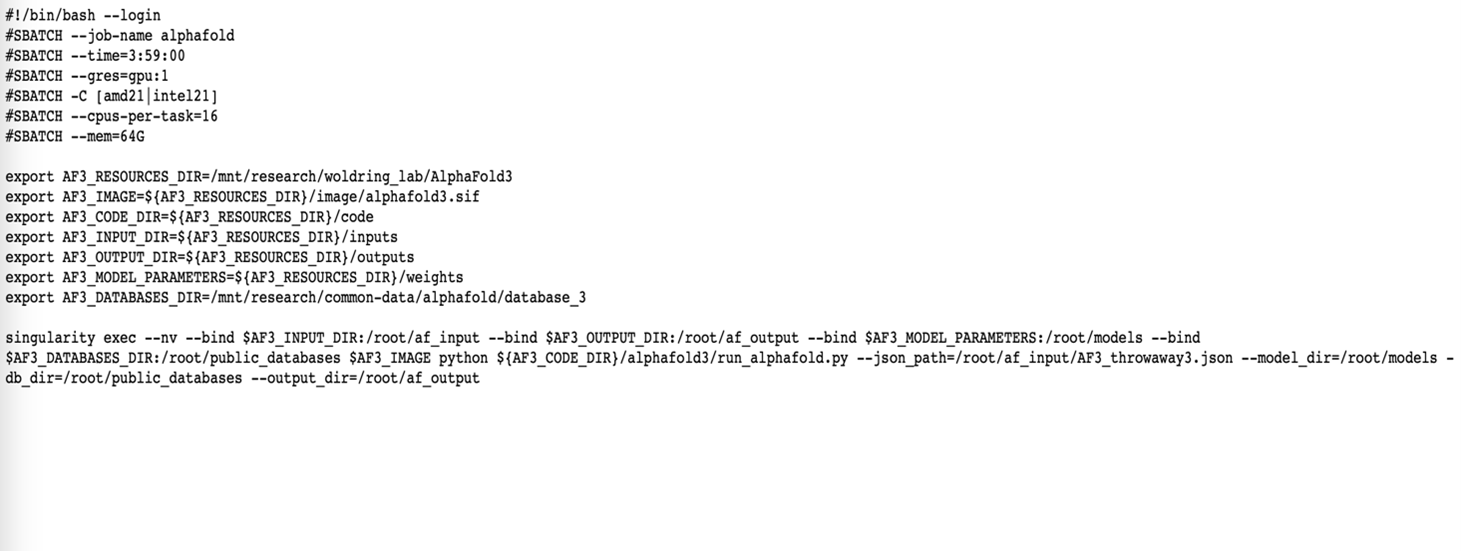 #!/bin/bash --login
#SBATCH --job-name alphafold
#SBATCH --time=3:59:00
#SBATCH --gres=gpu:1
#SBATCH -C [amd21|intel21]
#SBATCH --cpus-per-task=16
#SBATCH --mem=64G

export AF3_RESOURCES_DIR=/mnt/research/woldring_lab/AlphaFold3
export AF3_IMAGE=${AF3_RESOURCES_DIR}/image/alphafold3.sif
export AF3_CODE_DIR=${AF3_RESOURCES_DIR}/code
export AF3_INPUT_DIR=${AF3_RESOURCES_DIR}/inputs
export AF3_OUTPUT_DIR=${AF3_RESOURCES_DIR}/outputs
export AF3_MODEL_PARAMETERS=${AF3_RESOURCES_DIR}/weights
export AF3_DATABASES_DIR=/mnt/research/common-data/alphafold/database_3

singularity exec --nv --bind $AF3_INPUT_DIR:/root/af_input --bind $AF3_OUTPUT_DIR:/root/af_output --bind $AF3_MODEL_PARAMETERS:/root/models --bind
$AF3_DATABASES_DIR:/root/public_databases $AF3_IMAGE python ${AF3_CODE_DIR}/alphafold3/run_alphafold.py --json_path=/root/af_input/AF3_throwaway3.json --model_dir=/root/models -
db_dir=/root/public_databases --output_dir=/root/af_output